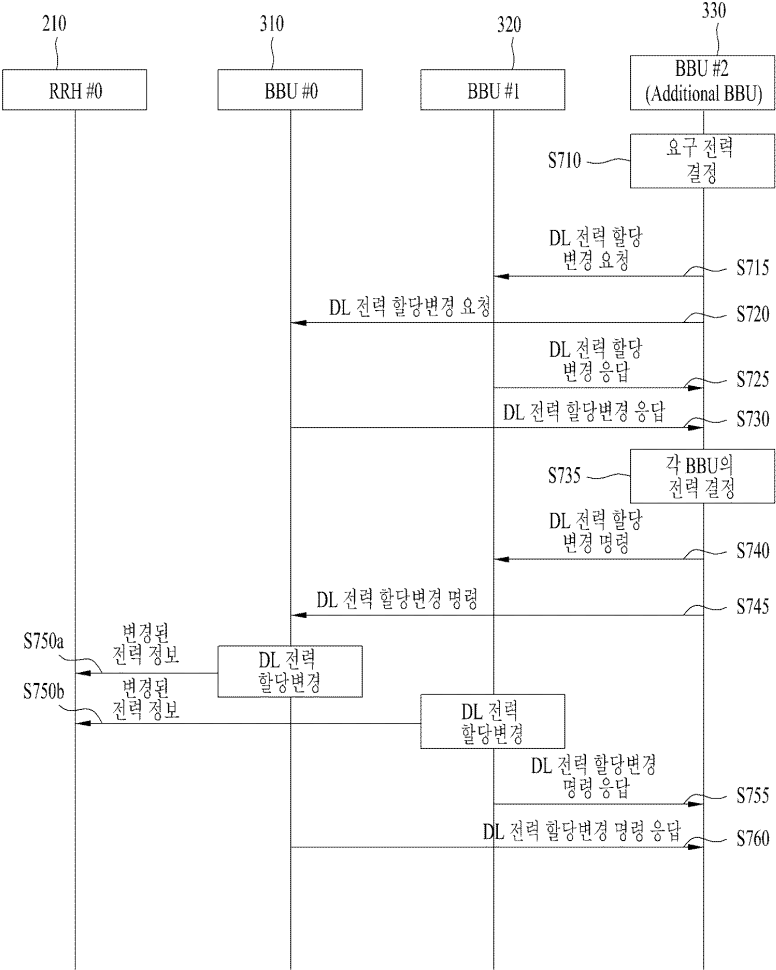 210
310
320
330
RRH #0
BBU #0
BBU #1
BBU #2
(Additional BBU)
S710
요구 전력
결정
DL 전력 할당
변경 요청
S715
DL 전력 할당변경 요청
S720
DL 전력 할당
변경 응답
S725
DL 전력 할당변경 응답
S730
S735
각 BBU의
전력 결정
DL 전력 할당
변경 명령
S740
DL 전력 할당변경 명령
S745
S750a
변경된
전력 정보
DL 전력
할당변경
S750b
변경된
전력 정보
DL 전력
할당변경
DL 전력 할당변경
명령 응답
S755
DL 전력 할당변경 명령 응답
S760